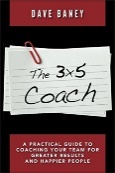 DAVE BANEY
The 3x5
Coach
A PRACTICAL GUIDE TO
COACHING YOUR TEAM FOR
GREATER RESULTS
AND HAPPIER PEOPLE